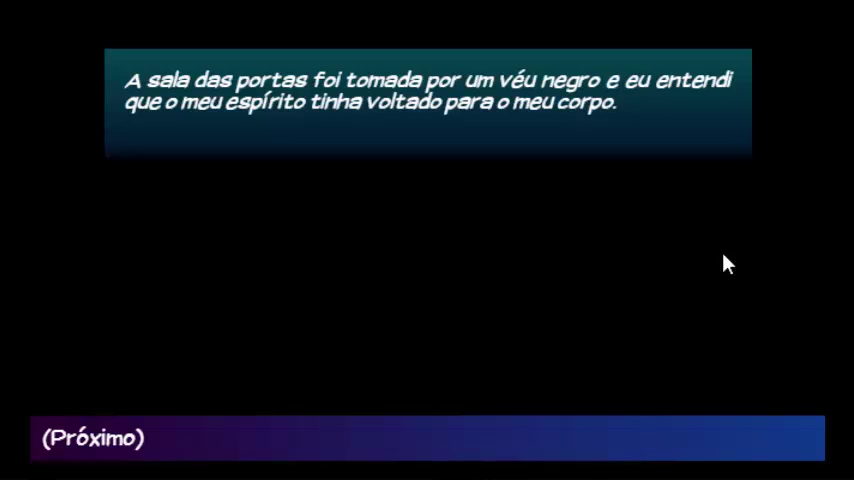 A sala das portas foi tomada por um véu negro e eu entendi
que o meu espírito tinha voltado para o meu corpo.
(Próximo)